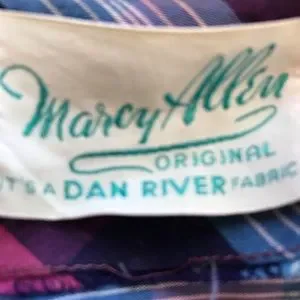 Marcy Allen
ORIGINAL
IT'S A DAN RIVER FABRIC